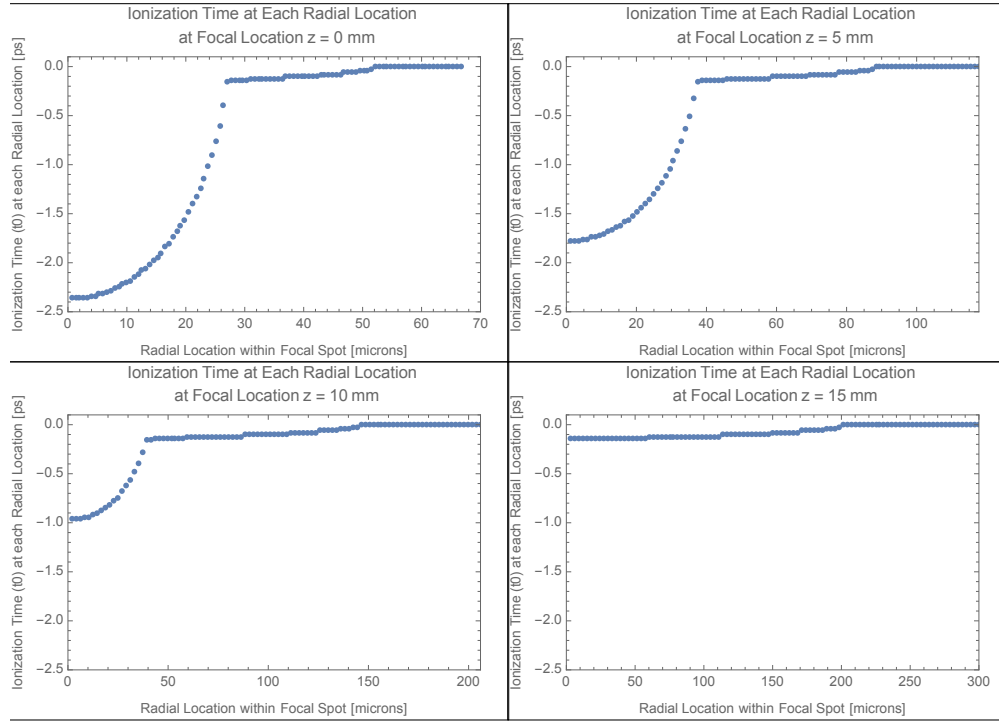 Ionization Time at Each Radial Location
at Focal Location z = 0 mm
Ionization Time (t0) at each Radial Location [ps]
0.0
-0.5
-1.0
-1.5
-2.0
-2.5
0 10 20 30 40 50 60 70
Radial Location within Focal Spot [microns]
Ionization Time at Each Radial Location
at Focal Location z = 5 mm
Ionization Time (t0) at each Radial Location [ps]
0.0
-0.5
-1.0
-1.5
-2.0
-2.5
0 20 40 60 80 100
Radial Location within Focal Spot [microns]
Ionization Time at Each Radial Location
at Focal Location z = 10 mm
Ionization Time (t0) at each Radial Location [ps]
0.0
-0.5
-1.0
-1.5
-2.0
-2.5
0 50 100 150 200
Radial Location within Focal Spot [microns]
Ionization Time at Each Radial Location
at Focal Location z = 15 mm
Ionization Time (t0) at each Radial Location [ps]
0.0
-0.5
-1.0
-1.5
-2.0
-2.5
0 50 100 150 200 250 300
Radial Location within Focal Spot [microns]